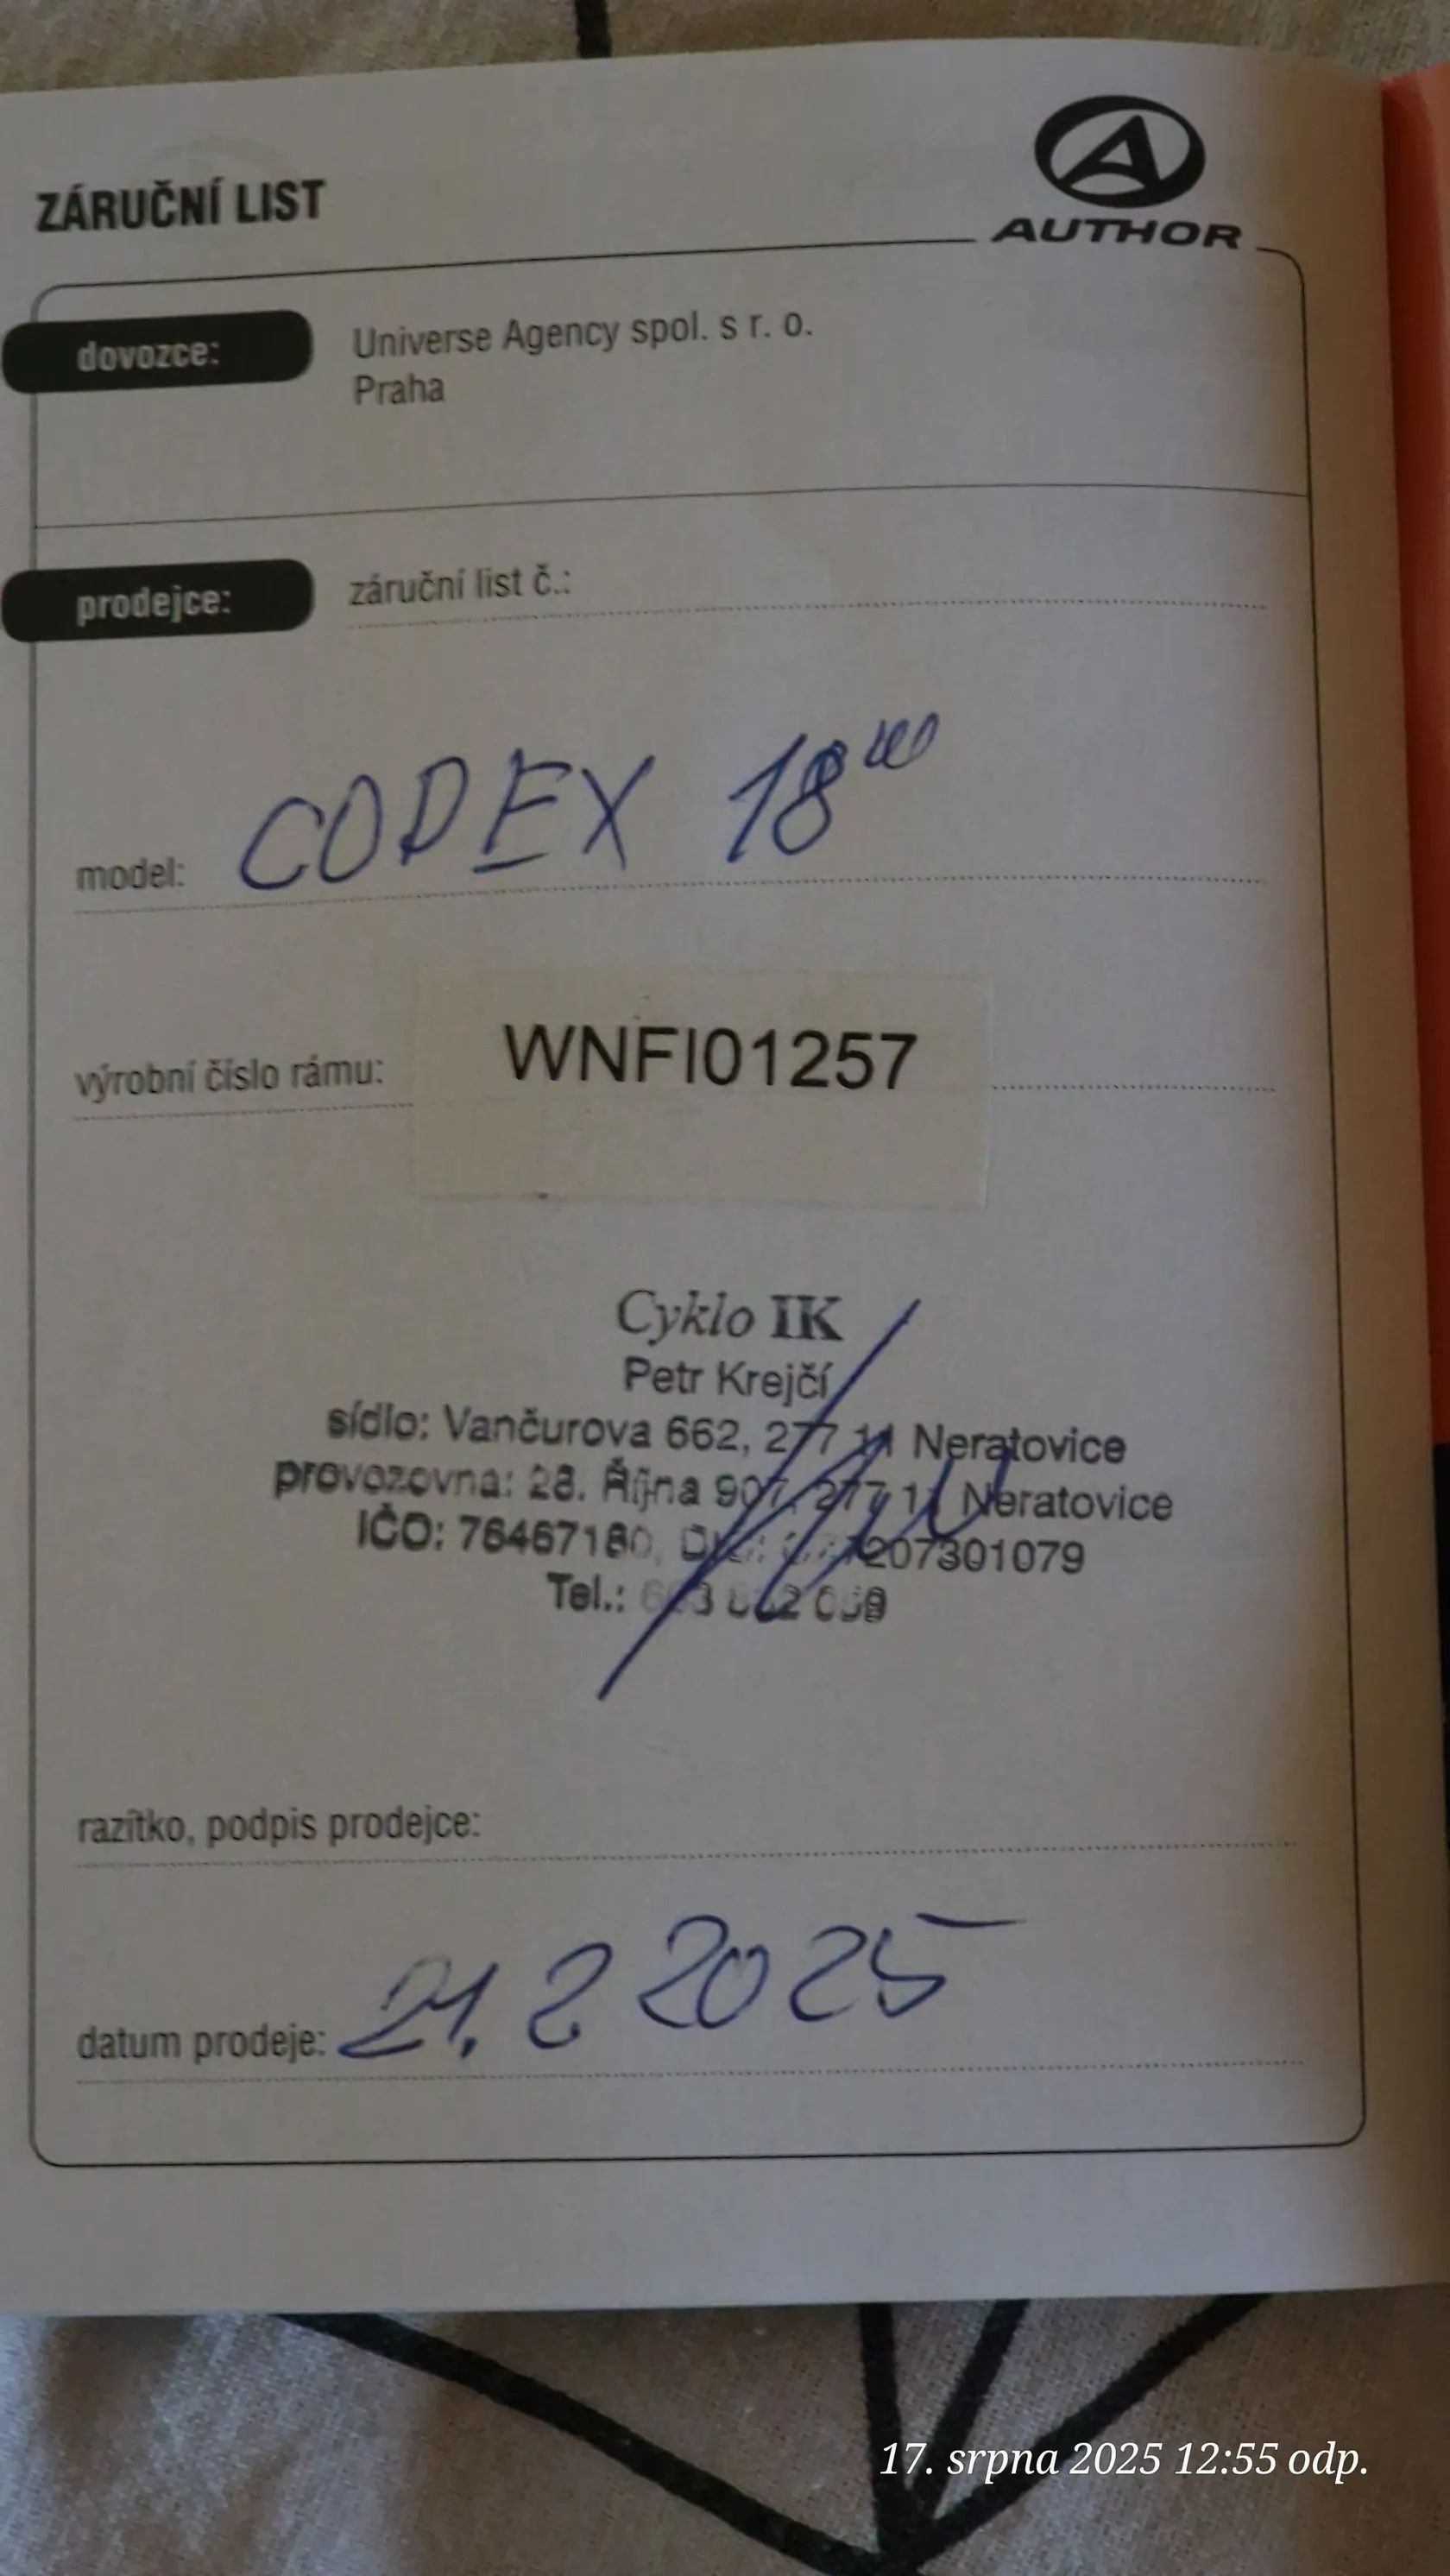 ZÁRUČNÍ LIST
AUTHOR
dovozce:
Universe Agency spol. s r. o.
Praha
prodejce:
záruční list č.:
model: CODEX 18"
výrobní číslo rámu: WNFI01257
Cyklo IK
Petr Krejčí
sídlo: Vančurova 662, 277 11 Neratovice
provozovna: 28. Října 907, 277 11 Neratovice
IČO: 76467180,
Tel.:
razítko, podpis prodejce:
datum prodeje: 21. 2 2025
17. srpna 2025 12:55 odp.